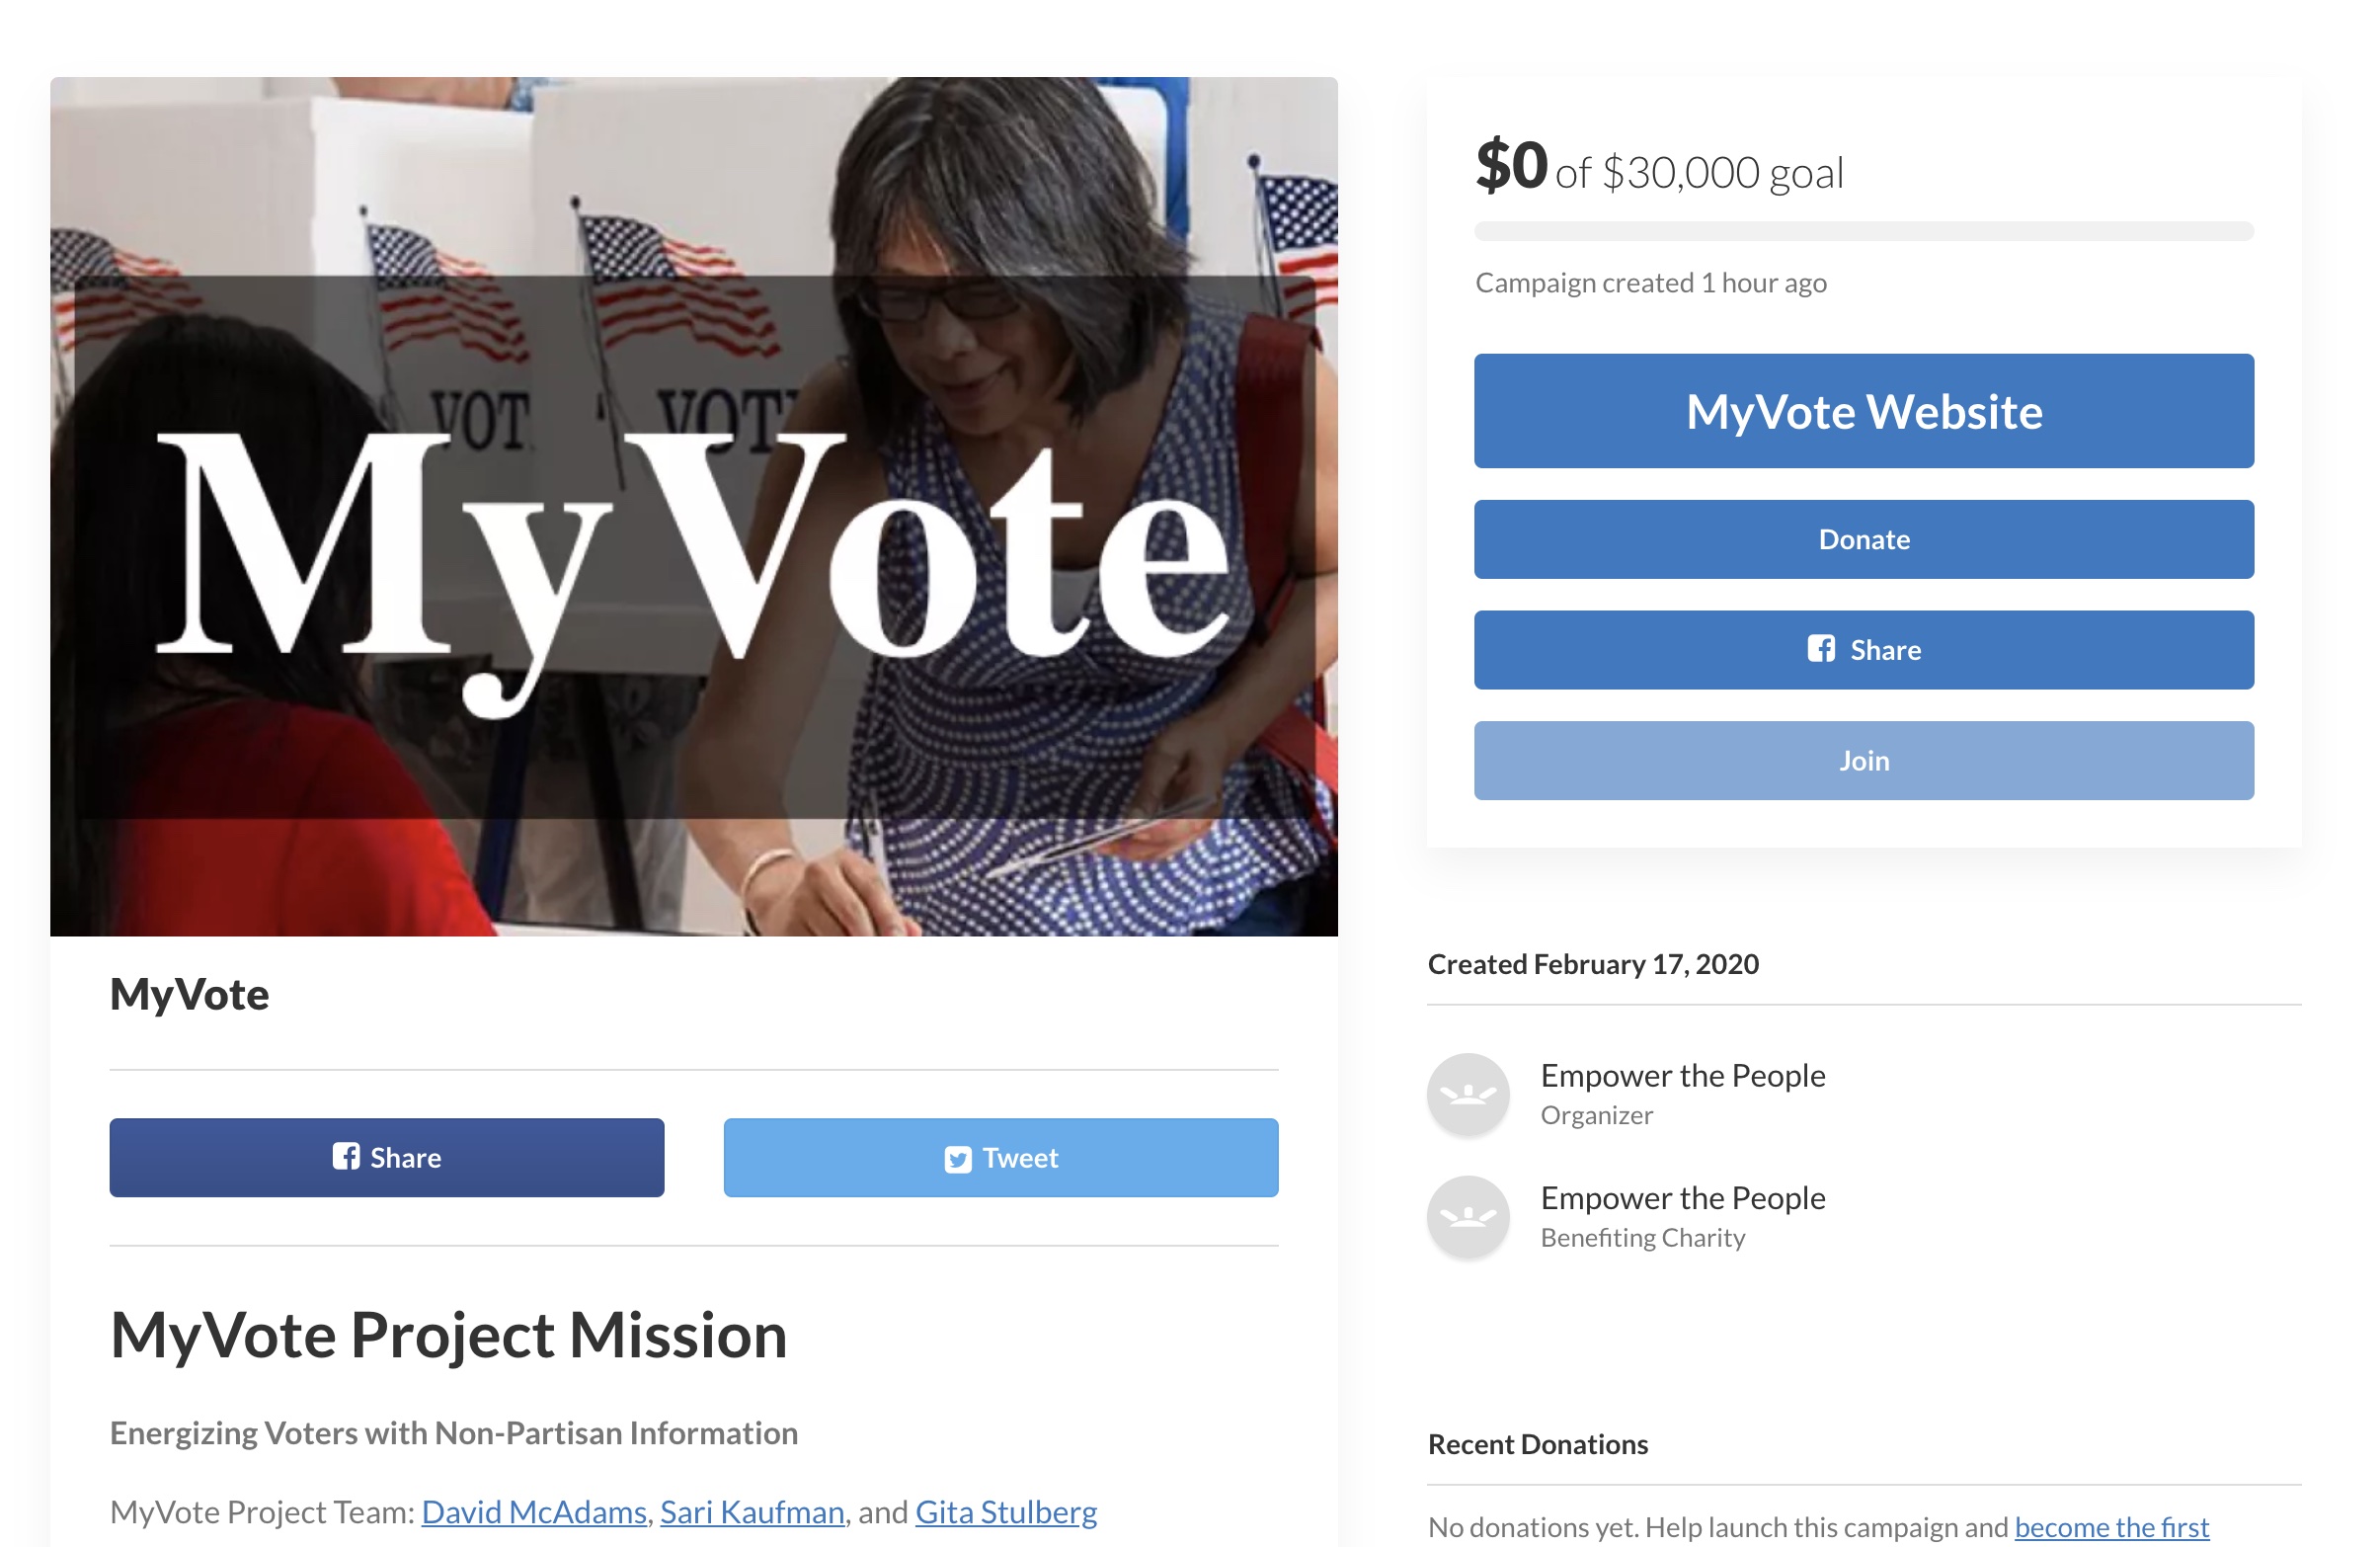 VOT
VOT
MyVote
MyVote
Share
Tweet
MyVote Project Mission
Energizing Voters with Non-Partisan Information
MyVote Project Team: David McAdams, Sari Kaufman, and Gita Stulberg
$0 of $30,000 goal
Campaign created 1 hour ago
MyVote Website
Donate
Share
Join
Created February 17, 2020
Empower the People
Organizer
Empower the People
Benefiting Charity
Recent Donations
No donations yet. Help launch this campaign and become the first